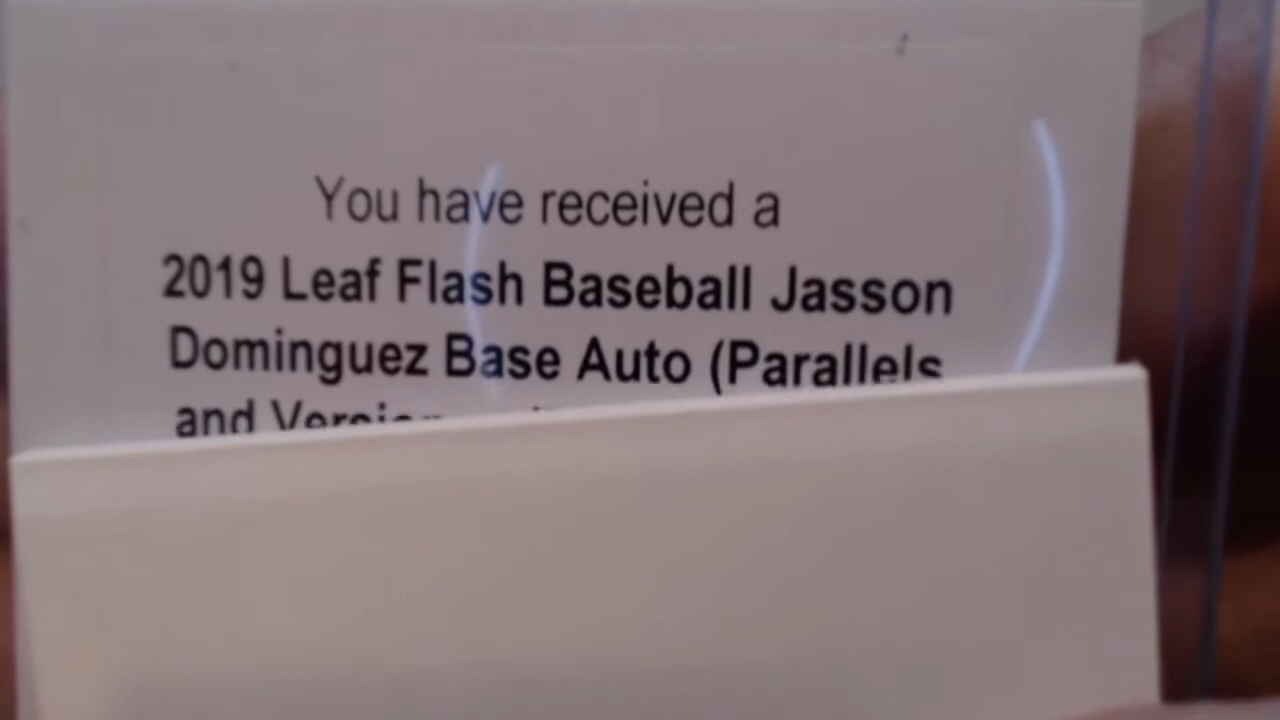 You have received a
2019 Leaf Flash Baseball Jasson
Dominguez Base Auto (Parallels
and